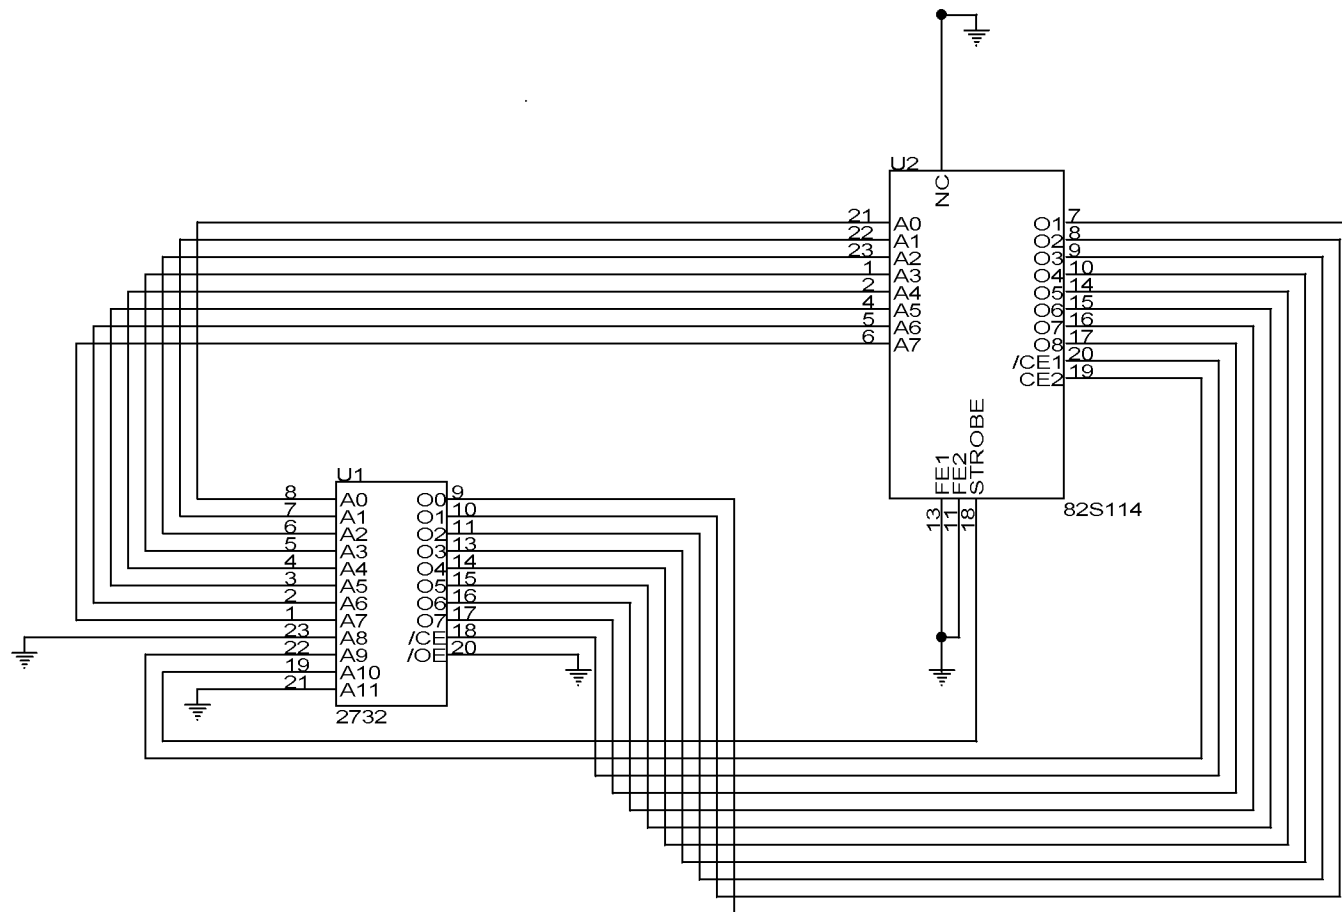 U2
NC
21 A0 O1 7
22 A1 O2 8
23 A2 O3 9
1 A3 O4 10
2 A4 O5 14
4 A5 O6 15
5 A6 O7 16
6 A7 O8 17
/CE1 20
CE2 19
FE1 FE2 STROBE
13 11 18
82S114
U1
8 A0 O0 9
7 A1 O1 10
6 A2 O2 11
5 A3 O3 13
4 A4 O4 14
3 A5 O5 15
2 A6 O6 16
1 A7 O7 17
23 A8 /CE 18
22 A9 /OE 20
19 A10
21 A11
2732